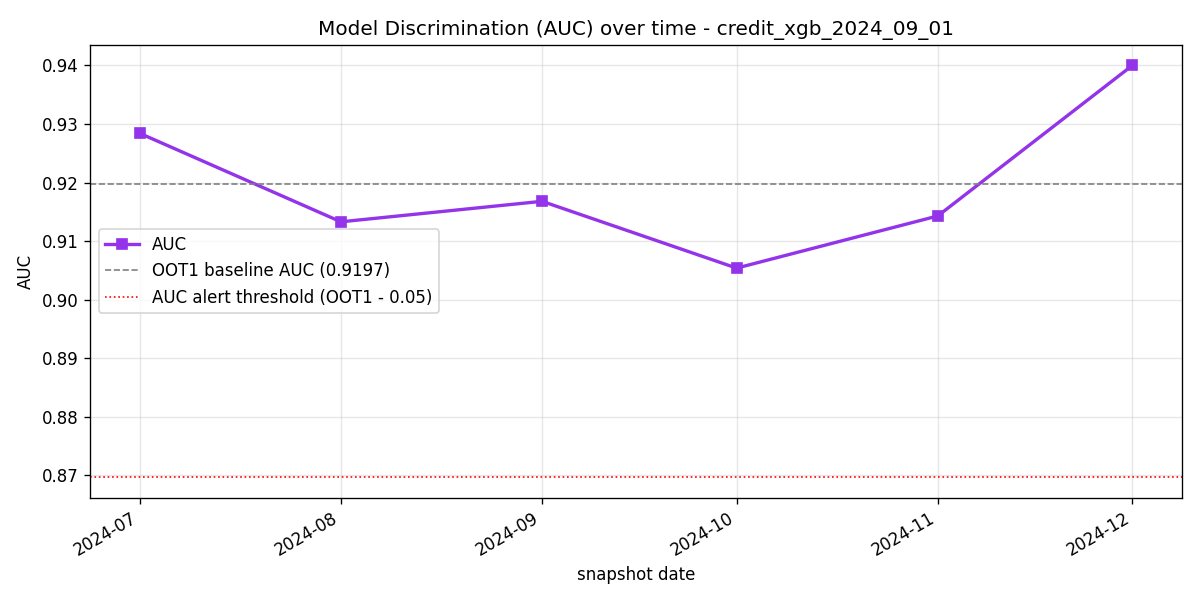 Model Discrimination (AUC) over time - credit_xgb_2024_09_01
AUC
0.94
0.93
0.92
0.91
0.90
0.89
0.88
0.87
AUC
OOT1 baseline AUC (0.9197)
AUC alert threshold (OOT1 - 0.05)
2024-07
2024-08
2024-09
2024-10
2024-11
2024-12
snapshot date